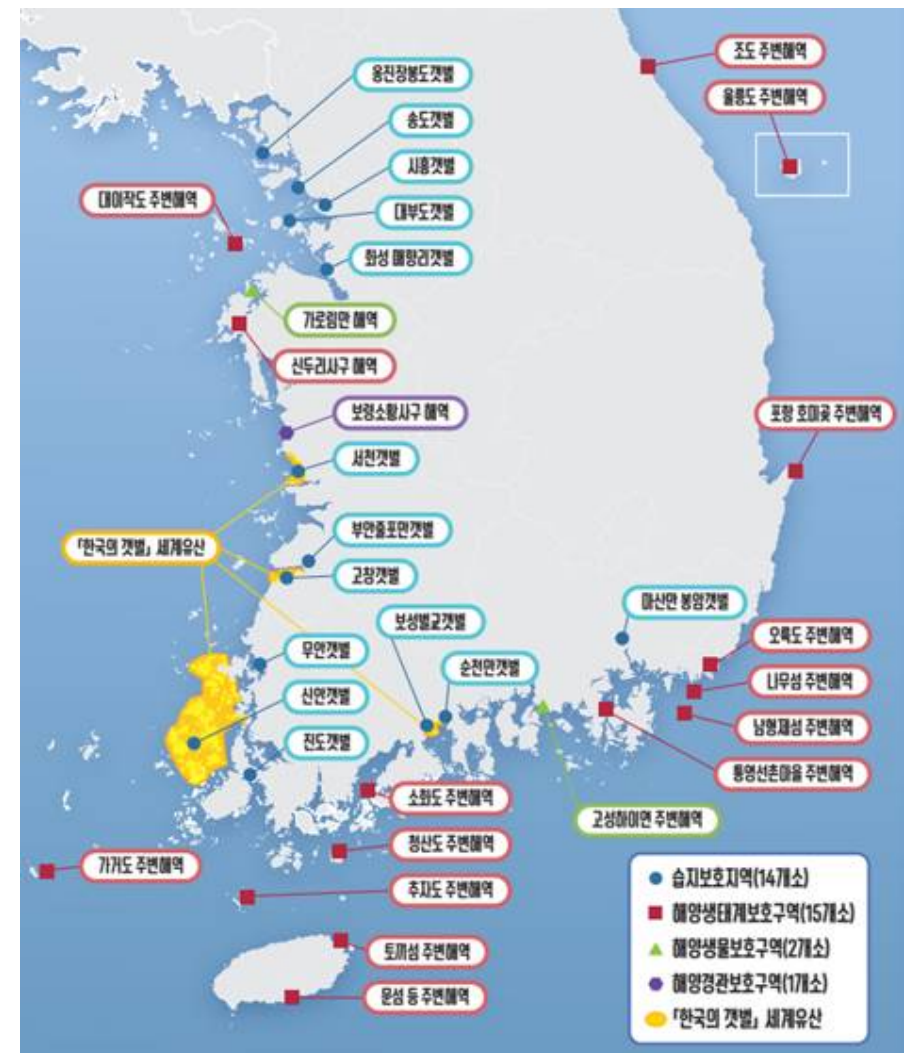 조도 주변해역
울릉도 주변해역
옹진장봉도갯벌
송도갯벌
시흥갯벌
대이작도 주변해역
대부도갯벌
화성 매향리갯벌
가로림만 해역
신두리사구 해역
보령소황사구 해역
포항 호미곶 주변해역
서천갯벌
부안줄포만갯벌
「한국의 갯벌」 세계유산
고창갯벌
마산만 봉암갯벌
보성벌교갯벌
오륙도 주변해역
무안갯벌
순천만갯벌
나무섬 주변해역
신안갯벌
남형제섬 주변해역
진도갯벌
통영선촌마을 주변해역
소화도 주변해역
고성하이면 주변해역
청산도 주변해역
가거도 주변해역
추자도 주변해역
토끼섬 주변해역
문섬 등 주변해역
습지보호지역(14개소)
해양생태계보호구역(15개소)
해양생물보호구역(2개소)
해양경관보호구역(1개소)
「한국의 갯벌」 세계유산